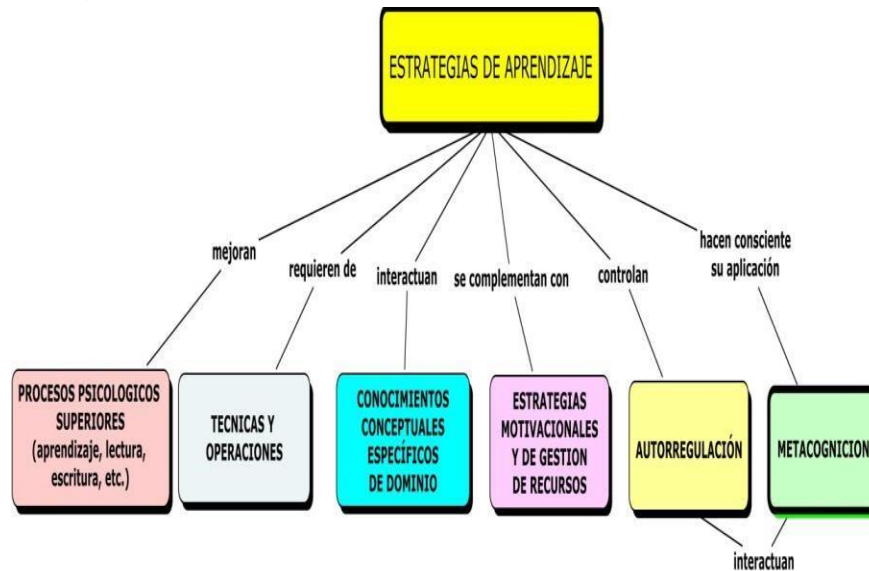 ESTRATEGIAS DE APRENDIZAJE
mejoran
requieren de
interactuan
se complementan con
controlan
hacen consciente
su aplicación
PROCESOS PSICOLOGICOS
SUPERIORES
(aprendizaje, lectura,
escritura, etc.)
TECNICAS Y
OPERACIONES
CONOCIMIENTOS
CONCEPTUALES
ESPECÍFICOS
DE DOMINIO
ESTRATEGIAS
MOTIVACIONALES
Y DE GESTION
DE RECURSOS
AUTORREGULACIÓN
METACOGNICION
interactuan